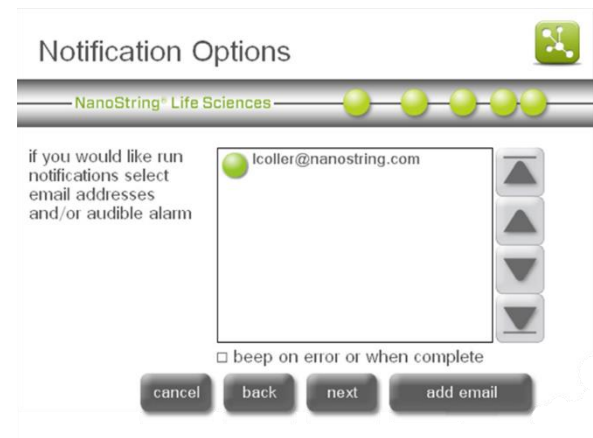 Notification Options
NanoString® Life Sciences
if you would like run
notifications select
email addresses
and/or audible alarm
lcoller@nanostring.com
beep on error or when complete
cancel
back
next
add email